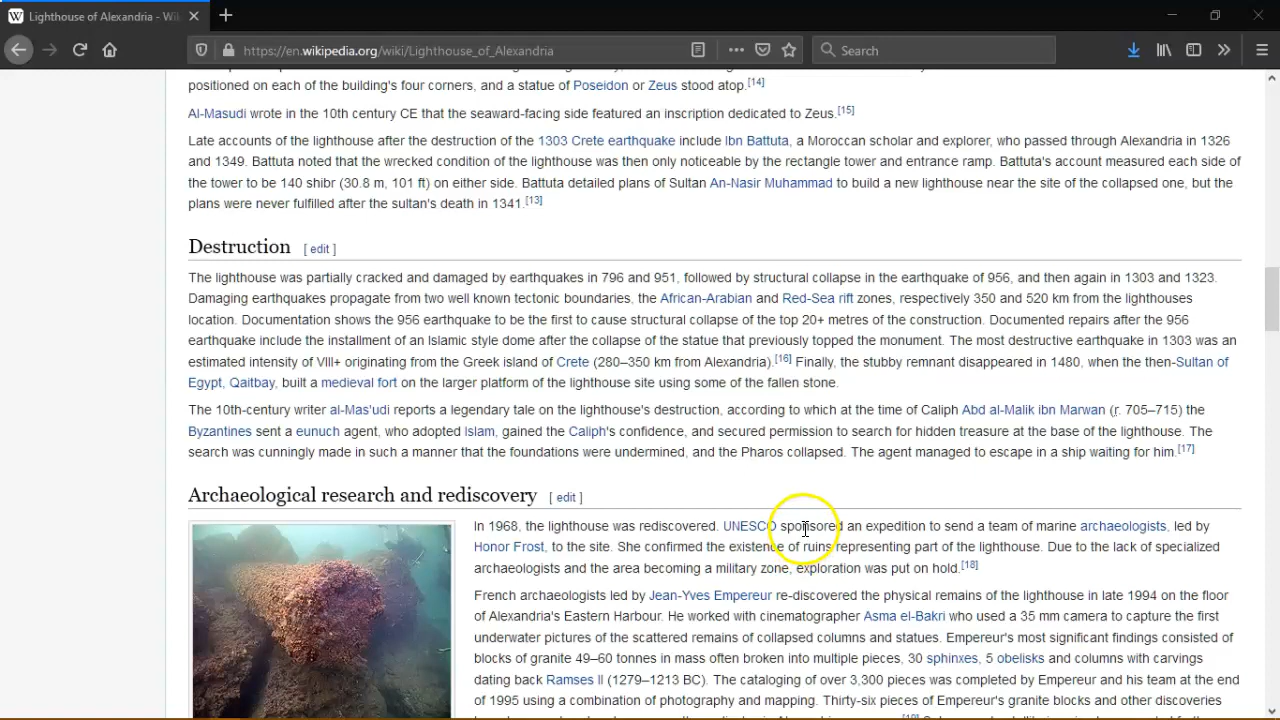 Lighthouse of Alexandria - Wi
https://en.wikipedia.org/wiki/Lighthouse_of_Alexandria
Search
positioned on each of the building's four corners, and a statue of Poseidon or Zeus stood atop.[14]
Al-Masudi wrote in the 10th century CE that the seaward-facing side featured an inscription dedicated to Zeus.[15]
Late accounts of the lighthouse after the destruction of the 1303 Crete earthquake include Ibn Battuta, a Moroccan scholar and explorer, who passed through Alexandria in 1326
and 1349. Battuta noted that the wrecked condition of the lighthouse was then only noticeable by the rectangle tower and entrance ramp. Battuta's account measured each side of
the tower to be 140 shibr (30.8 m, 101 ft) on either side. Battuta detailed plans of Sultan An-Nasir Muhammad to build a new lighthouse near the site of the collapsed one, but the
plans were never fulfilled after the sultan's death in 1341.[13]
Destruction [ edit ]
The lighthouse was partially cracked and damaged by earthquakes in 796 and 951, followed by structural collapse in the earthquake of 956, and then again in 1303 and 1323.
Damaging earthquakes propagate from two well known tectonic boundaries, the African-Arabian and Red-Sea rift zones, respectively 350 and 520 km from the lighthouses
location. Documentation shows the 956 earthquake to be the first to cause structural collapse of the top 20+ metres of the construction. Documented repairs after the 956
earthquake include the installment of an Islamic style dome after the collapse of the statue that previously topped the monument. The most destructive earthquake in 1303 was an
estimated intensity of VIII+ originating from the Greek island of Crete (280–350 km from Alexandria).[16] Finally, the stubby remnant disappeared in 1480, when the then-Sultan of
Egypt, Qaitbay, built a medieval fort on the larger platform of the lighthouse site using some of the fallen stone.
The 10th-century writer al-Mas'udi reports a legendary tale on the lighthouse's destruction, according to which at the time of Caliph Abd al-Malik ibn Marwan (r. 705–715) the
Byzantines sent a eunuch agent, who adopted Islam, gained the Caliph's confidence, and secured permission to search for hidden treasure at the base of the lighthouse. The
search was cunningly made in such a manner that the foundations were undermined, and the Pharos collapsed. The agent managed to escape in a ship waiting for him.[17]
Archaeological research and rediscovery [ edit ]
In 1968, the lighthouse was rediscovered. UNESCO sponsored an expedition to send a team of marine archaeologists, led by
Honor Frost, to the site. She confirmed the existence of ruins representing part of the lighthouse. Due to the lack of specialized
archaeologists and the area becoming a military zone, exploration was put on hold.[18]
French archaeologists led by Jean-Yves Empereur re-discovered the physical remains of the lighthouse in late 1994 on the floor
of Alexandria's Eastern Harbour. He worked with cinematographer Asma el-Bakri who used a 35 mm camera to capture the first
underwater pictures of the scattered remains of collapsed columns and statues. Empereur's most significant findings consisted of
blocks of granite 49–60 tonnes in mass often broken into multiple pieces, 30 sphinxes, 5 obelisks and columns with carvings
dating back Ramses II (1279–1213 BC). The cataloging of over 3,300 pieces was completed by Empereur and his team at the end
of 1995 using a combination of photography and mapping. Thirty-six pieces of Empereur's granite blocks and other discoveries